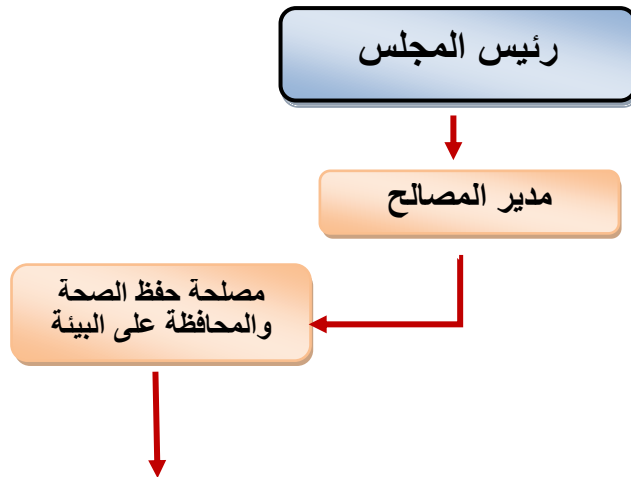 رئيس المجلس
مدير المصالح
مصلحة حفظ الصحة
والمحافظة على البيئة